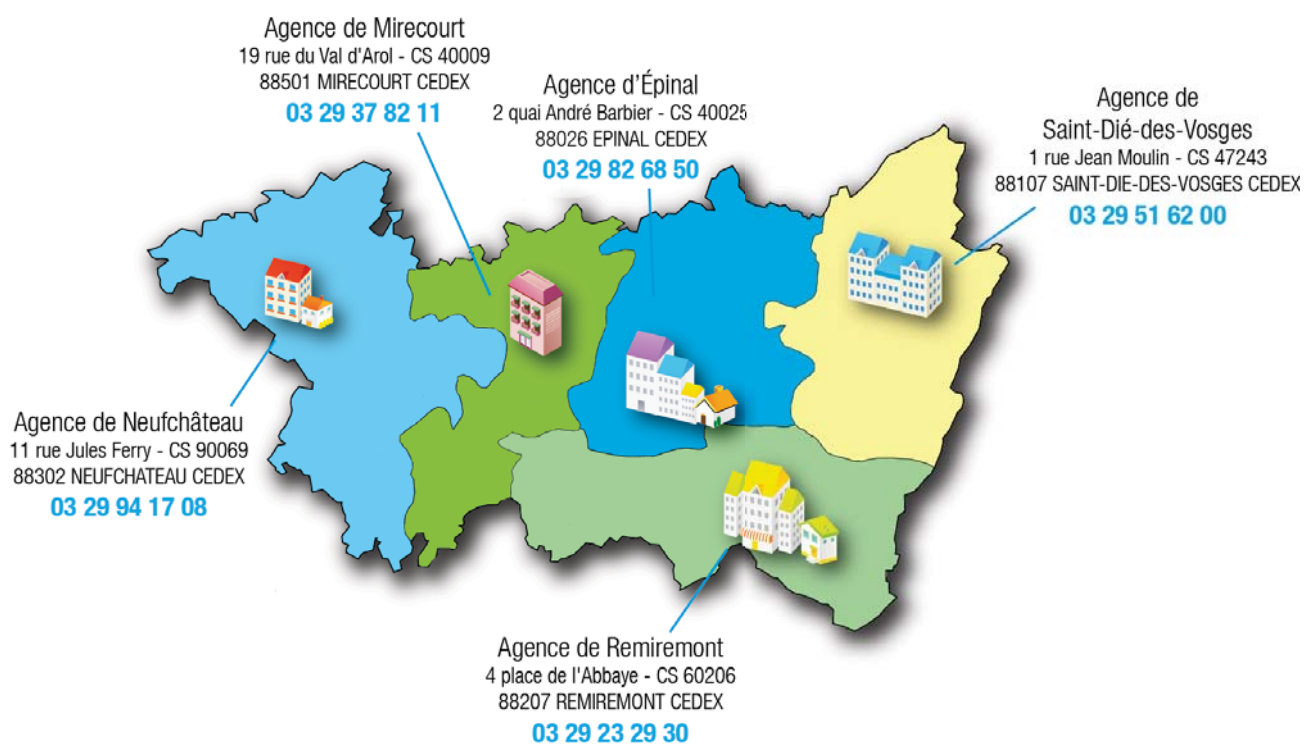 Agence de Mirecourt
19 rue du Val d'Arol - CS 40009
88501 MIRECOURT CEDEX
03 29 37 82 11
Agence d'Épinal
2 quai André Barbier - CS 40025
88026 EPINAL CEDEX
03 29 82 68 50
Agence de
Saint-Dié-des-Vosges
1 rue Jean Moulin - CS 47243
88107 SAINT-DIE-DES-VOSGES CEDEX
03 29 51 62 00
Agence de Neufchâteau
11 rue Jules Ferry - CS 90069
88302 NEUFCHATEAU CEDEX
03 29 94 17 08
Agence de Remiremont
4 place de l'Abbaye - CS 60206
88207 REMIREMONT CEDEX
03 29 23 29 30